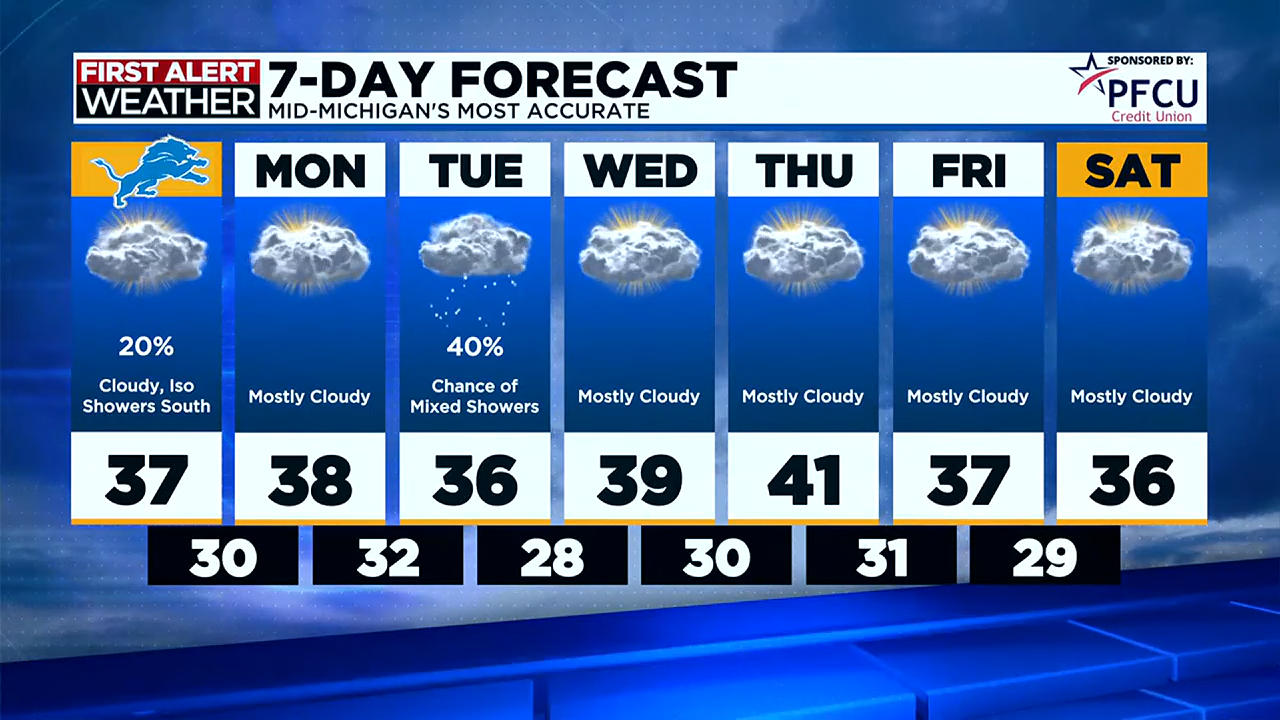 FIRST ALERT
WEATHER
7-DAY FORECAST
MID-MICHIGAN'S MOST ACCURATE
SPONSORED BY:
PFCU
Credit Union
MON
TUE
WED
THU
FRI
SAT
20%
40%
Cloudy, Iso
Showers South
Mostly Cloudy
Chance of
Mixed Showers
Mostly Cloudy
Mostly Cloudy
Mostly Cloudy
Mostly Cloudy
37
38
36
39
41
37
36
30
32
28
30
31
29